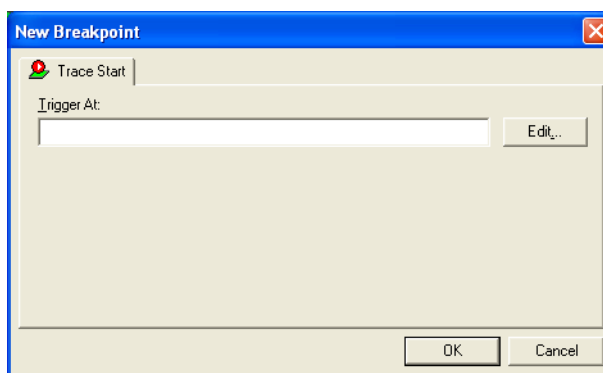 New Breakpoint
Trace Start
Trigger At:
Edit...
OK Cancel